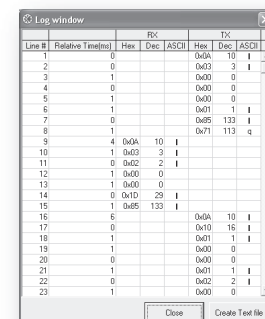 Log window
RX TX
Line # Relative Time(ms) Hex Dec ASCII Hex Dec ASCII
1 0 0x0A 10 I
2 0 0x03 3 I
3 1 0x00 0
4 0 0x00 0
5 1 0x00 0
6 1 0x01 1 I
7 0 0x85 133 I
8 1 0x71 113 q
9 4 0x0A 10 I
10 1 0x03 3 I
11 0 0x02 2 I
12 1 0x00 0
13 1 0x00 0
14 0 0x1D 29 I
15 1 0x85 133 I
16 6 0x0A 10 I
17 0 0x10 16 I
18 1 0x01 1 I
19 1 0x00 0
20 0 0x00 0
21 1 0x01 1 I
22 0 0x02 2 I
23 1 0x00 0
Close Create Text file